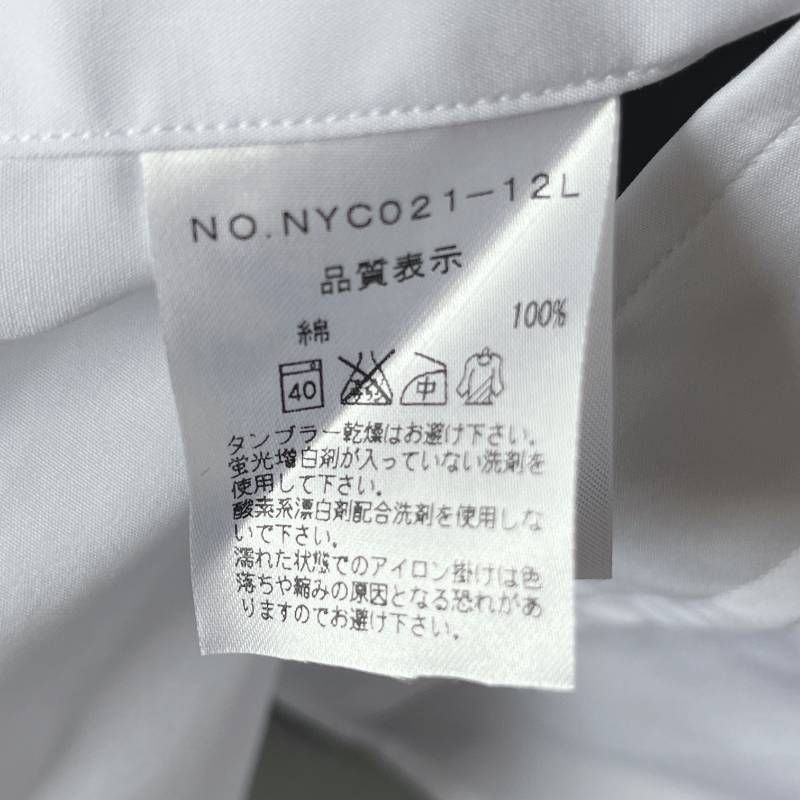 NO.NYC021-12L
品質表示
綿 100%
40 中
タンブラー乾燥はお避け下さい。
蛍光増白剤が入っていない洗剤を
使用して下さい。
酸素系漂白剤配合洗剤を使用しな
いで下さい。
濡れた状態でのアイロン掛けは色
落ちや縮みの原因となる恐れがあ
りますのでお避け下さい。